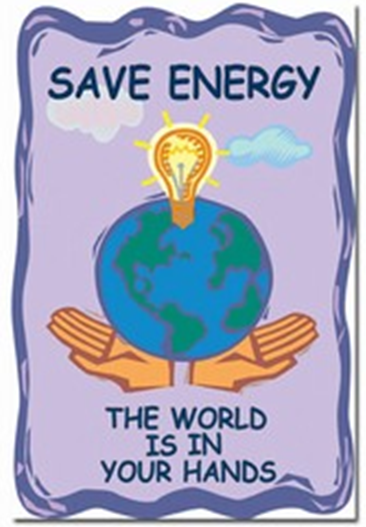 SAVE ENERGY
THE WORLD
IS IN
YOUR HANDS